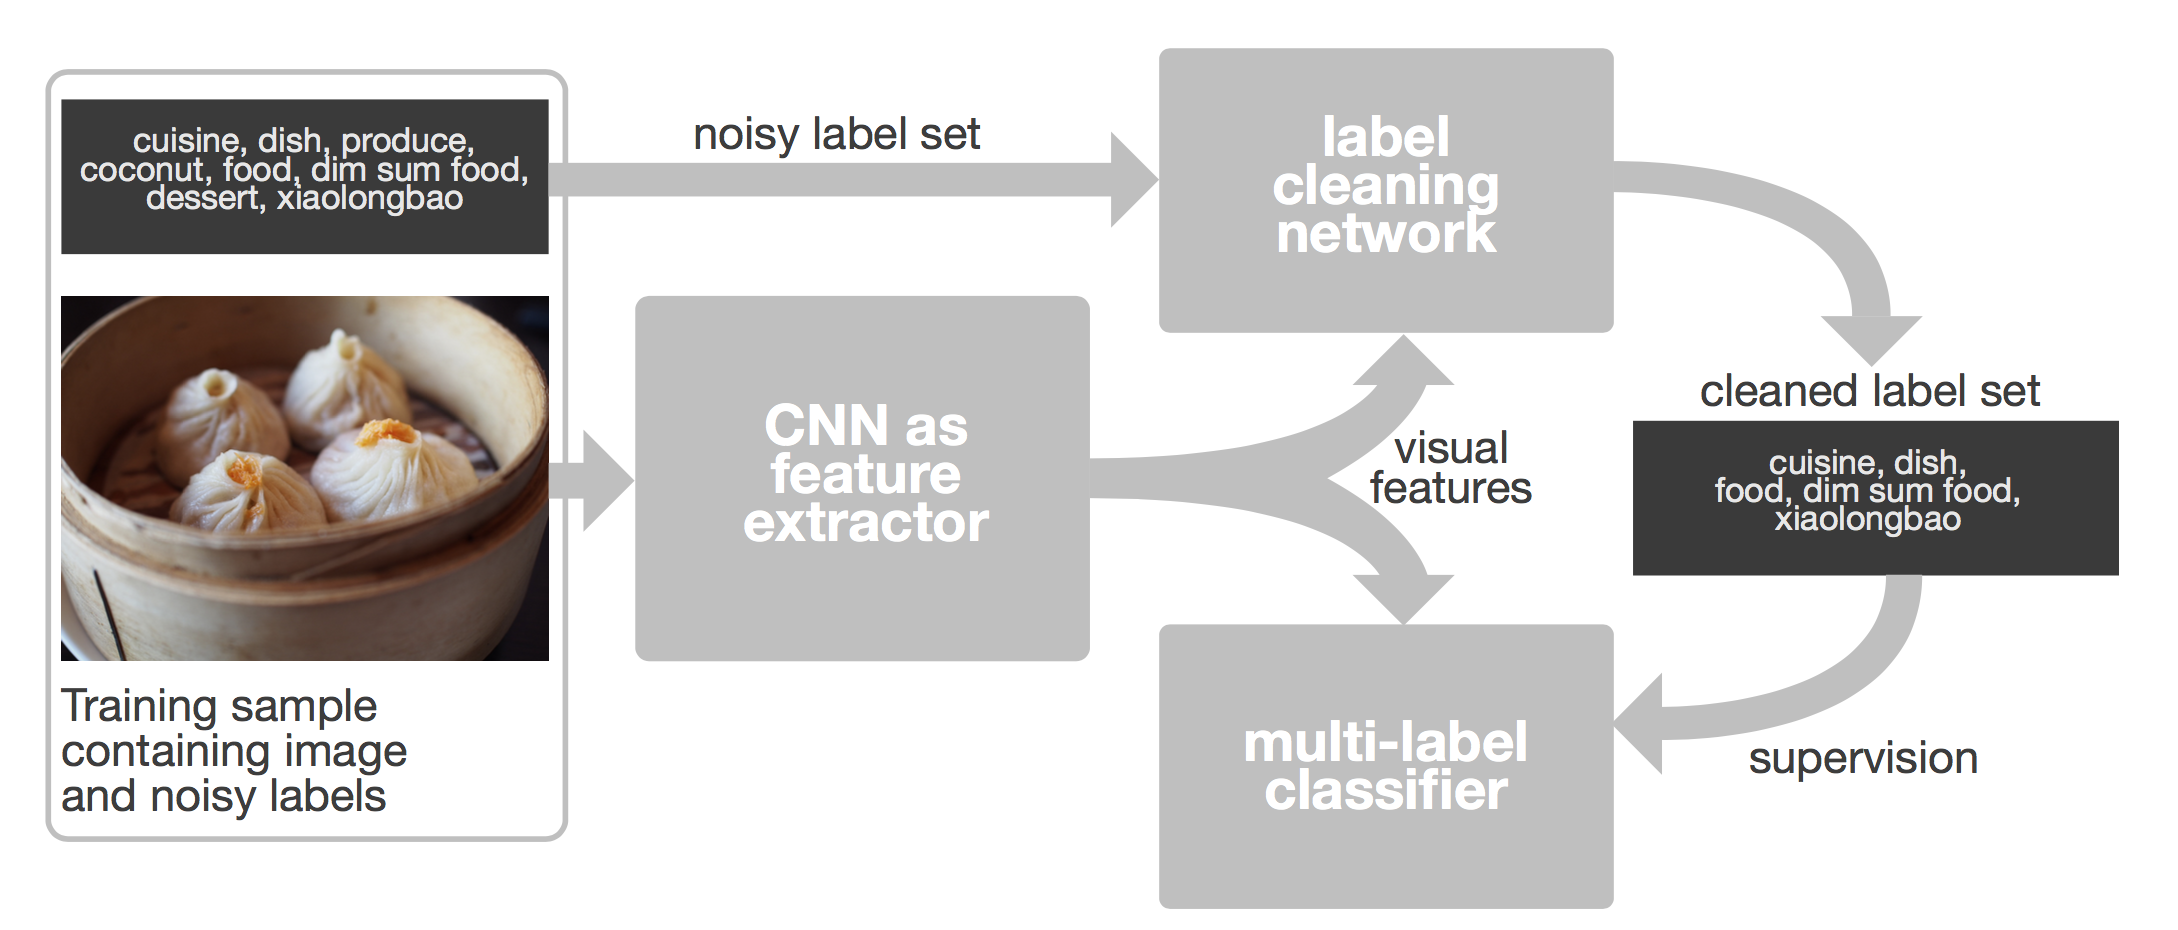 cuisine, dish, produce,
coconut, food, dim sum food,
dessert, xiaolongbao
Training sample
containing image
and noisy labels
noisy label set
CNN as
feature
extractor
label
cleaning
network
visual
features
multi-label
classifier
cleaned label set
cuisine, dish,
food, dim sum food,
xiaolongbao
supervision